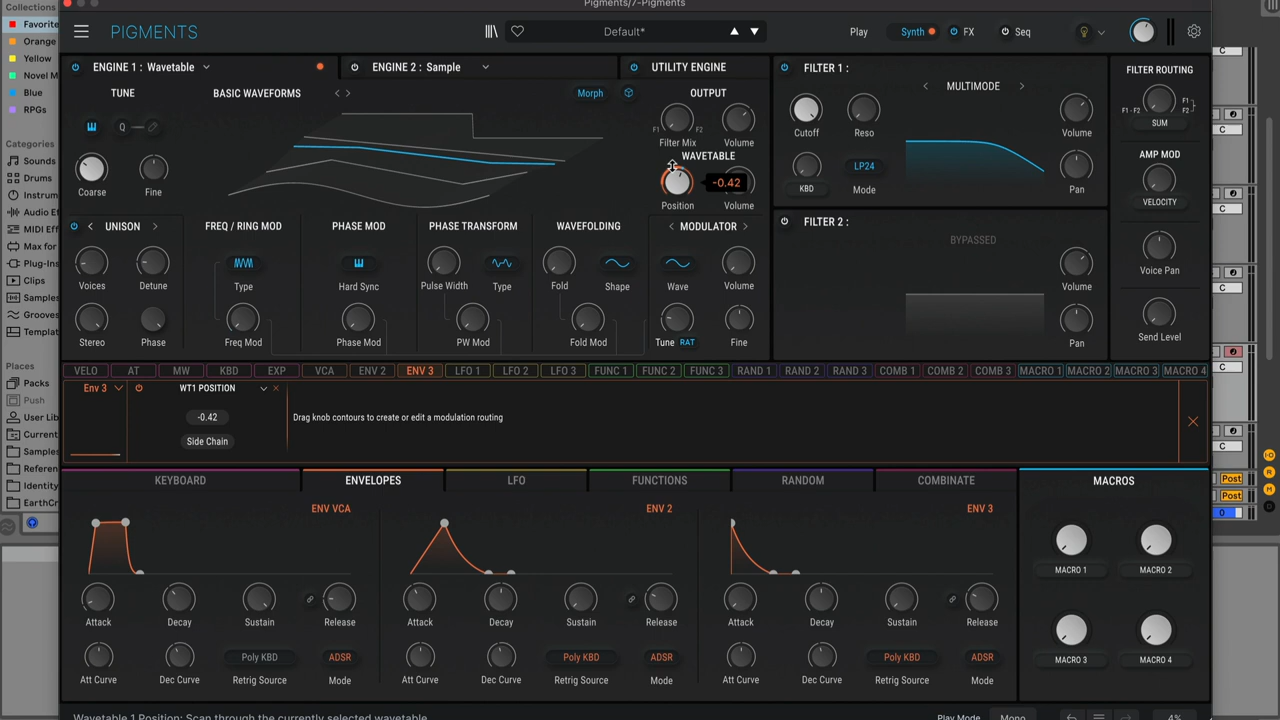 Pigments/7-Pigments
Collections
Favorite
Orange
Yellow
Green
Novel M
Blue
RPGs
Categories
Sounds
Drums
Instrum
Audio Ef
MIDI Eff
Max for
Plug-Ins
Clips
Samples
Grooves
Templat
Places
Packs
Push
User Lib
Current
Samples
Referen
Identity
EarthCr
PIGMENTS
Default*
Play
Synth
FX
Seq
ENGINE 1 : Wavetable
ENGINE 2 : Sample
UTILITY ENGINE
TUNE
BASIC WAVEFORMS
Morph
OUTPUT
Q
F1
F2
Filter Mix
Volume
WAVETABLE
-0.42
Coarse
Fine
Position
Volume
UNISON
FREQ / RING MOD
PHASE MOD
PHASE TRANSFORM
WAVEFOLDING
MODULATOR
Voices
Detune
Type
Hard Sync
Pulse Width
Type
Fold
Shape
Wave
Volume
Stereo
Phase
Freq Mod
Phase Mod
PW Mod
Fold Mod
Tune
RAT
Fine
FILTER 1 :
MULTIMODE
Cutoff
Reso
Volume
KBD
LP24
Mode
Pan
FILTER 2 :
BYPASSED
Volume
Pan
FILTER ROUTING
F1 - F2
F1
F2
SUM
AMP MOD
VELOCITY
Voice Pan
Send Level
VELO
AT
MW
KBD
EXP
VCA
ENV 2
ENV 3
LFO 1
LFO 2
LFO 3
FUNC 1
FUNC 2
FUNC 3
RAND 1
RAND 2
RAND 3
COMB 1
COMB 2
COMB 3
MACRO 1
MACRO 2
MACRO 3
MACRO 4
Env 3
WT1 POSITION
-0.42
Side Chain
Drag knob contours to create or edit a modulation routing
KEYBOARD
ENVELOPES
LFO
FUNCTIONS
RANDOM
COMBINATE
MACROS
ENV VCA
ENV 2
ENV 3
Attack
Decay
Sustain
Release
Attack
Decay
Sustain
Release
Attack
Decay
Sustain
Release
Att Curve
Dec Curve
Poly KBD
Retrig Source
ADSR
Mode
Att Curve
Dec Curve
Poly KBD
Retrig Source
ADSR
Mode
Att Curve
Dec Curve
Poly KBD
Retrig Source
ADSR
Mode
MACRO 1
MACRO 2
MACRO 3
MACRO 4
Wavetable 1 Position: Scan through the currently selected wavetable
Play Mode
Mono
4%
C
C
C
C
C
C
Post
Post
0
I·O
R
M
D